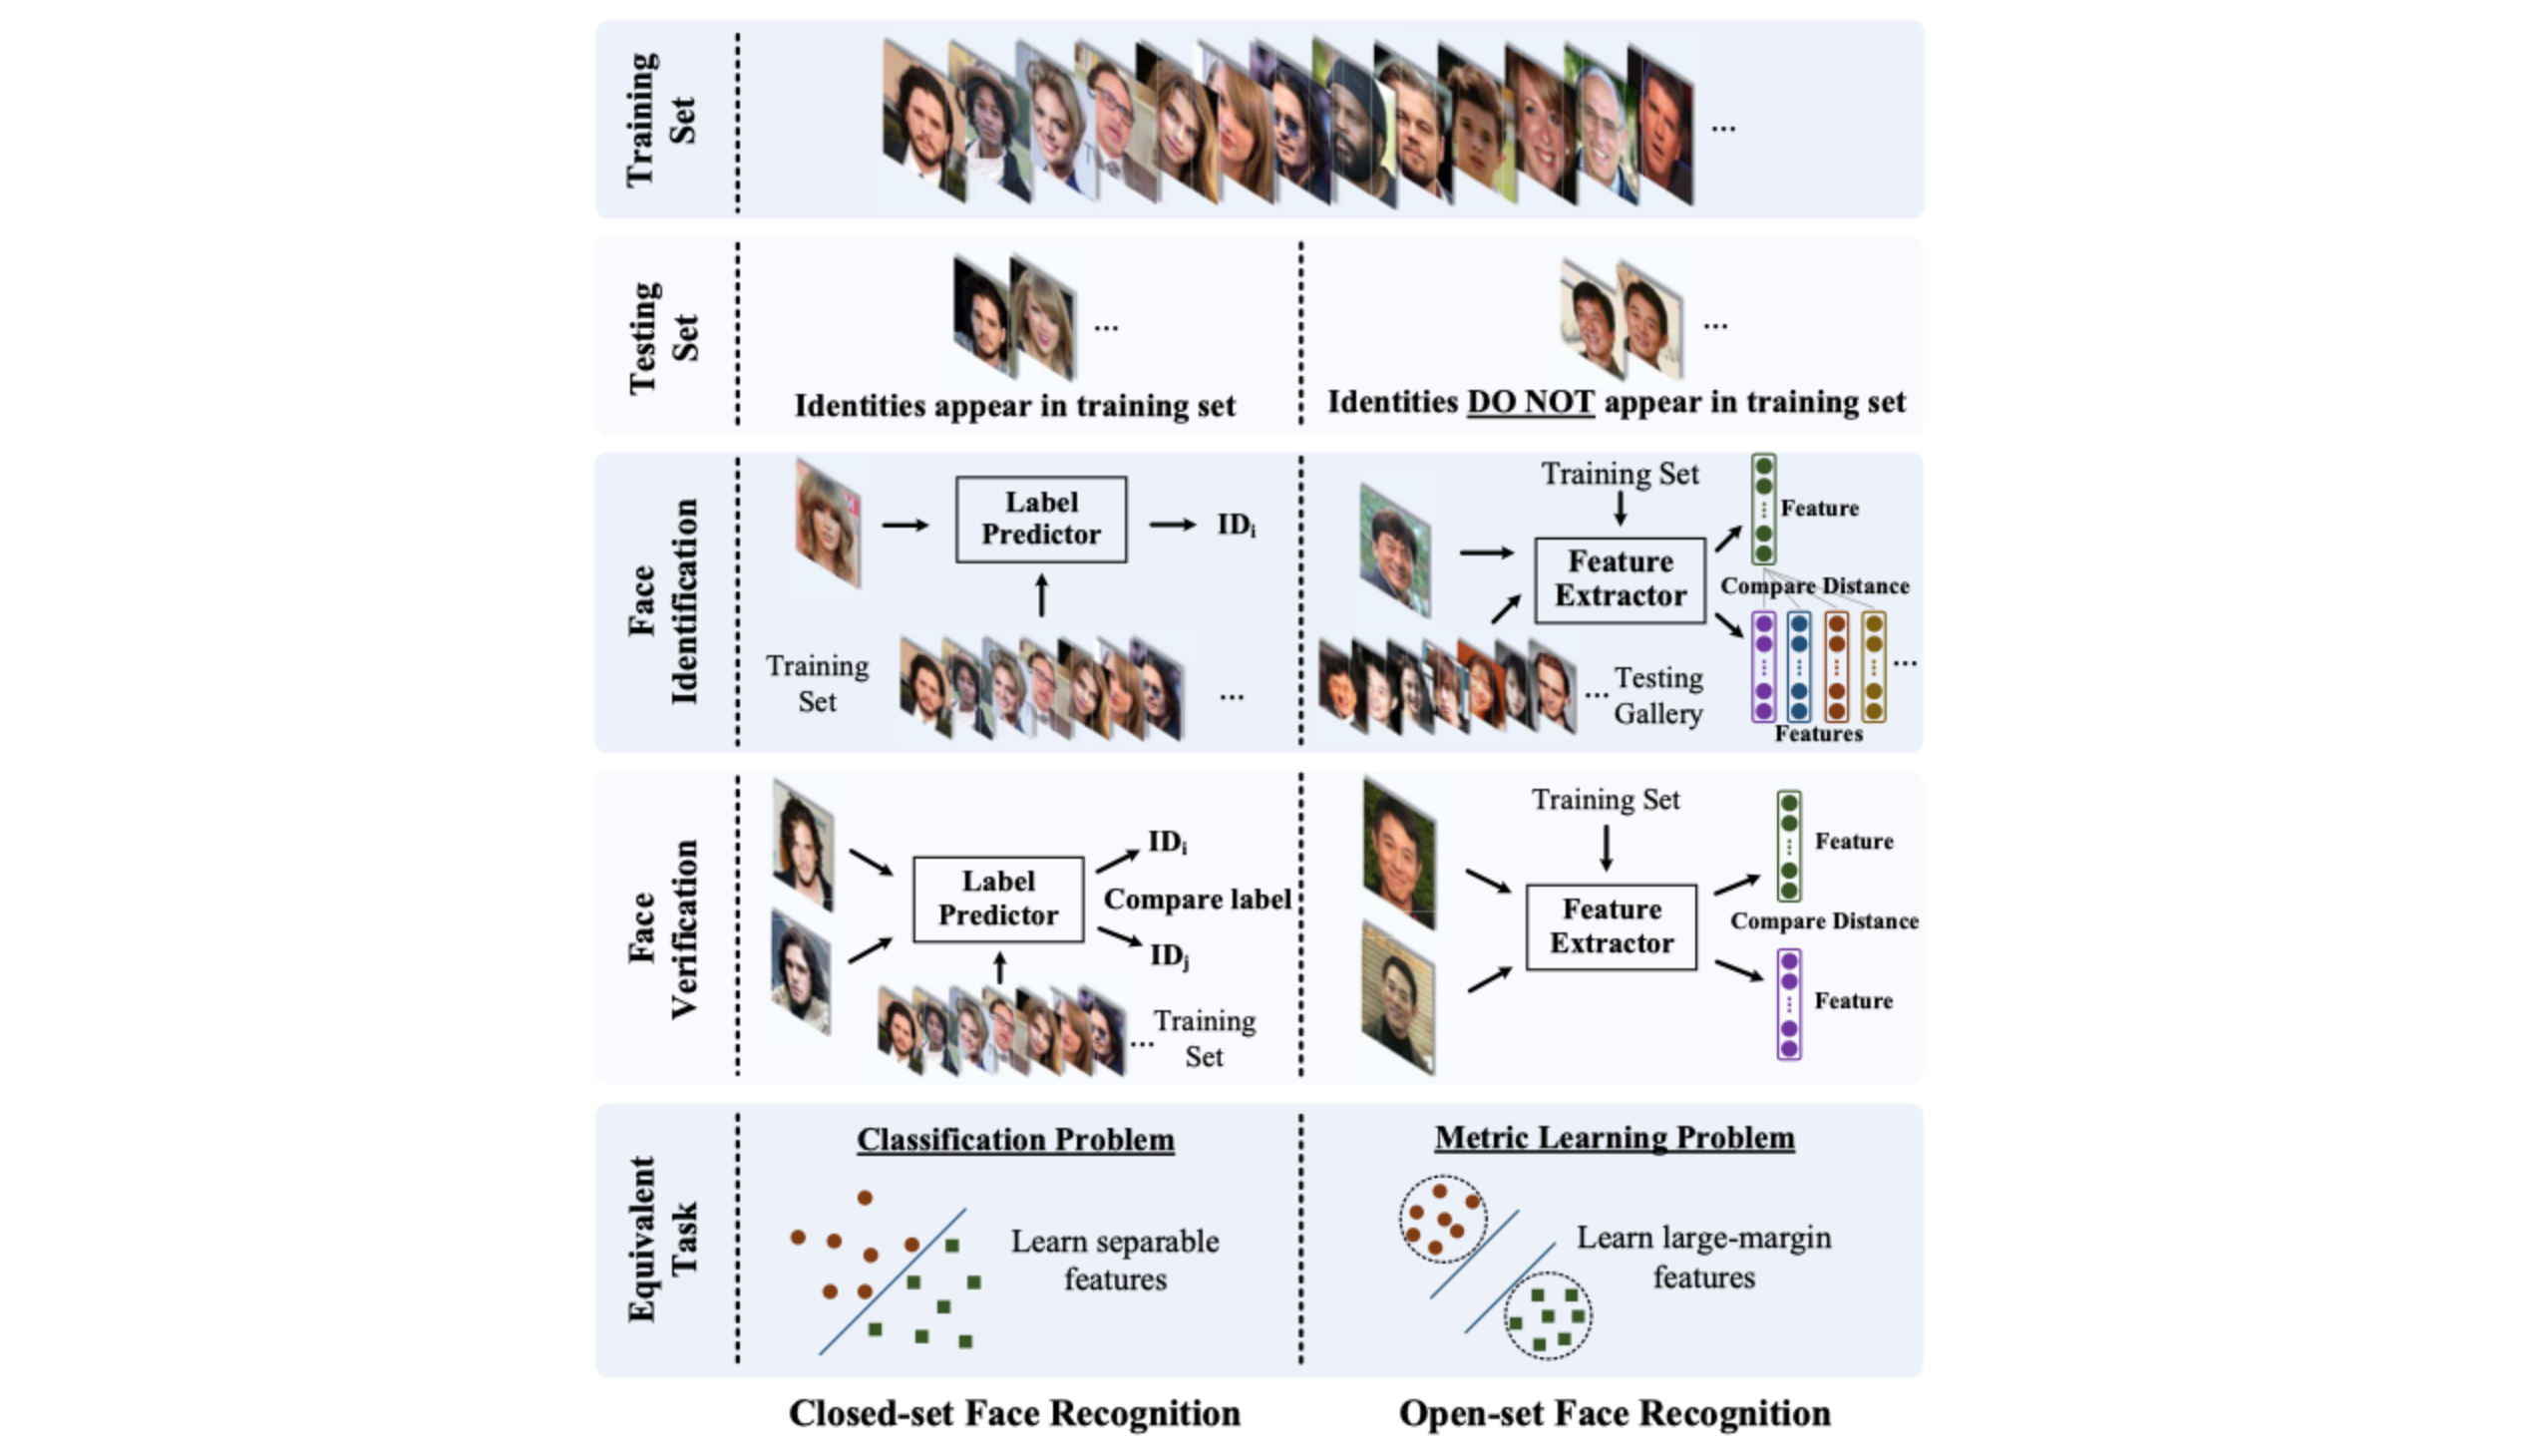 Training
Set
...
Testing
Set
...
Identities appear in training set
...
Identities DO NOT appear in training set
Face
Identification
Label
Predictor
IDi
Training
Set
...
Training Set
Feature
Extractor
Feature
Compare Distance
...
Testing
Gallery
...
Features
Face
Verification
Label
Predictor
IDi
Compare label
IDj
...
Training
Set
Training Set
Feature
Extractor
Feature
Compare Distance
Feature
Equivalent
Task
Classification Problem
Learn separable
features
Metric Learning Problem
Learn large-margin
features
Closed-set Face Recognition
Open-set Face Recognition